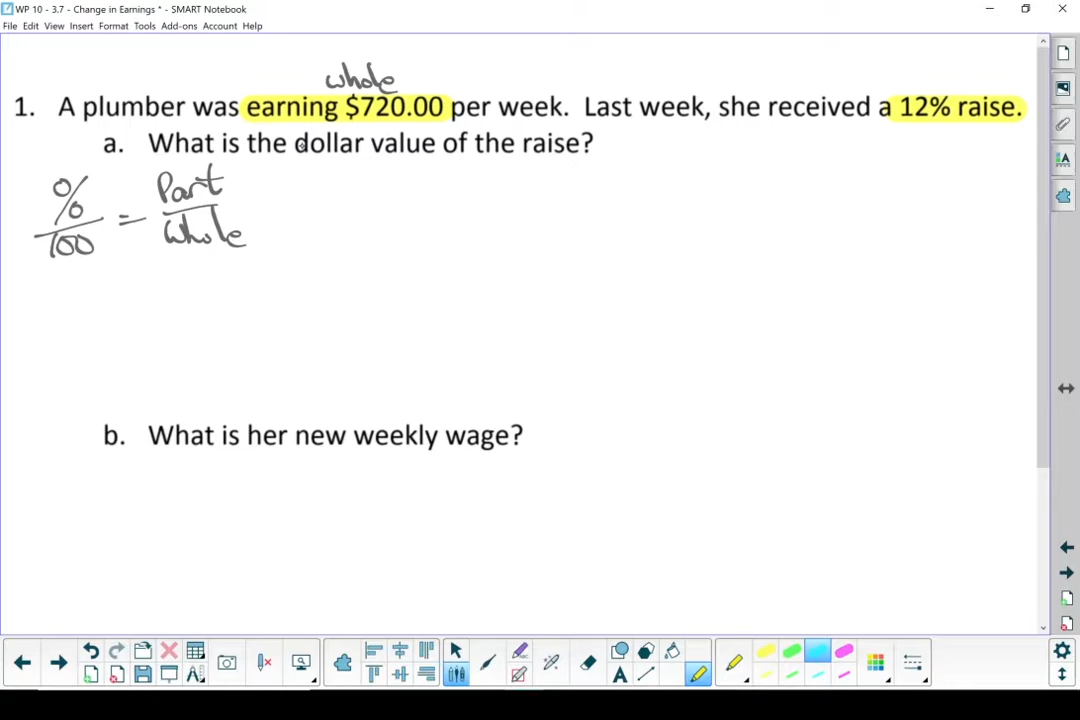 WP 10 - 3.7 - Change in Earnings * - SMART Notebook
File Edit View Insert Format Tools Add-ons Account Help
whole
1. A plumber was earning $720.00 per week. Last week, she received a 12% raise.
a. What is the dollar value of the raise?
% Part
=
100 whole
b. What is her new weekly wage?